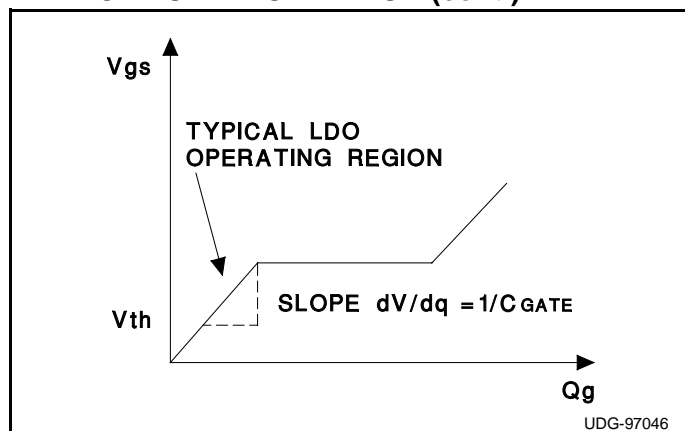 Vgs
TYPICAL LDO
OPERATING REGION
SLOPE dV/dq = 1/C GATE
Vth
Qg
UDG-97046